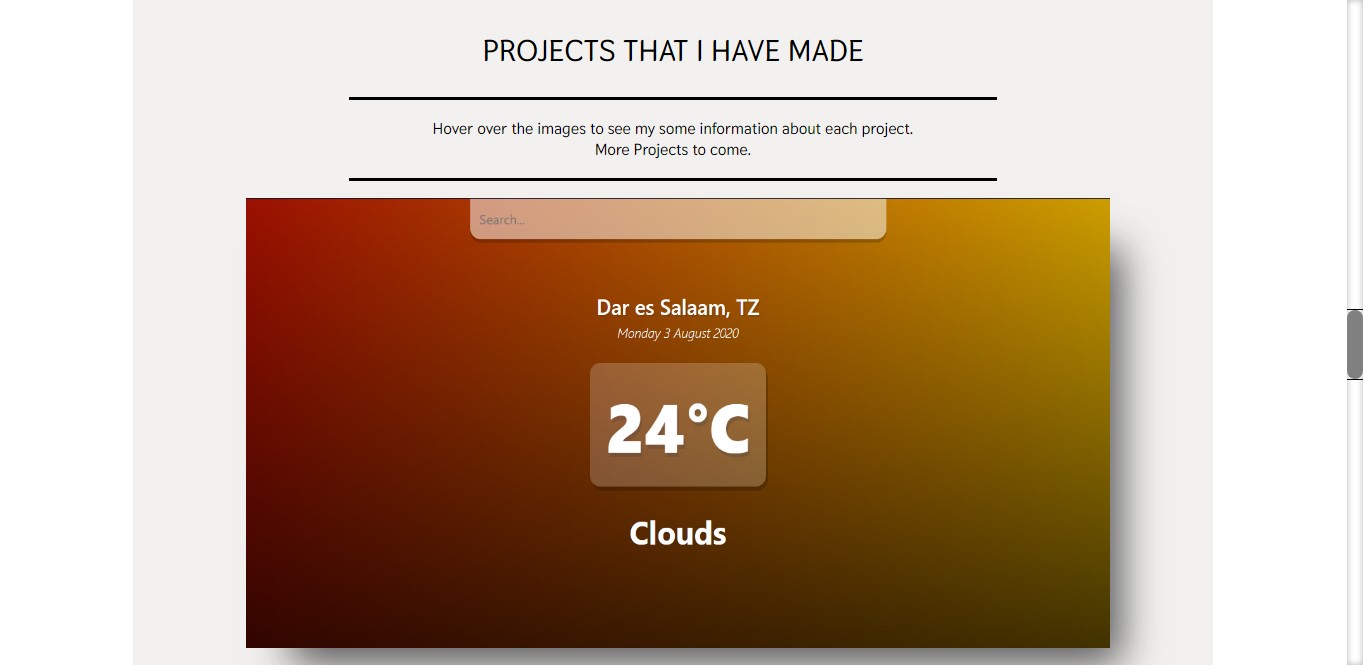 PROJECTS THAT I HAVE MADE
Hover over the images to see my some information about each project.
More Projects to come.
Search...
Dar es Salaam, TZ
Monday 3 August 2020
24°C
Clouds